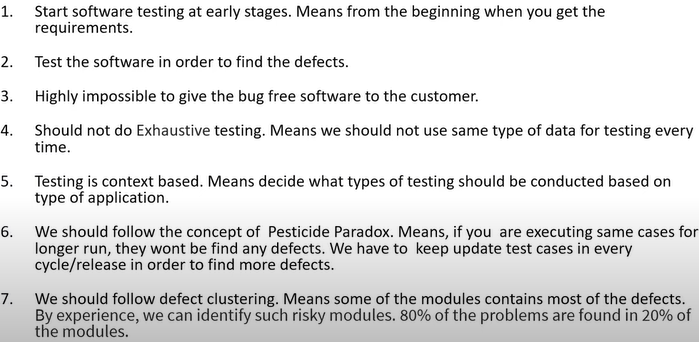 1. Start software testing at early stages. Means from the beginning when you get the
requirements.
2. Test the software in order to find the defects.
3. Highly impossible to give the bug free software to the customer.
4. Should not do Exhaustive testing. Means we should not use same type of data for testing every
time.
5. Testing is context based. Means decide what types of testing should be conducted based on
type of application.
6. We should follow the concept of Pesticide Paradox. Means, if you are executing same cases for
longer run, they wont be find any defects. We have to keep update test cases in every
cycle/release in order to find more defects.
7. We should follow defect clustering. Means some of the modules contains most of the defects.
By experience, we can identify such risky modules. 80% of the problems are found in 20% of
the modules.